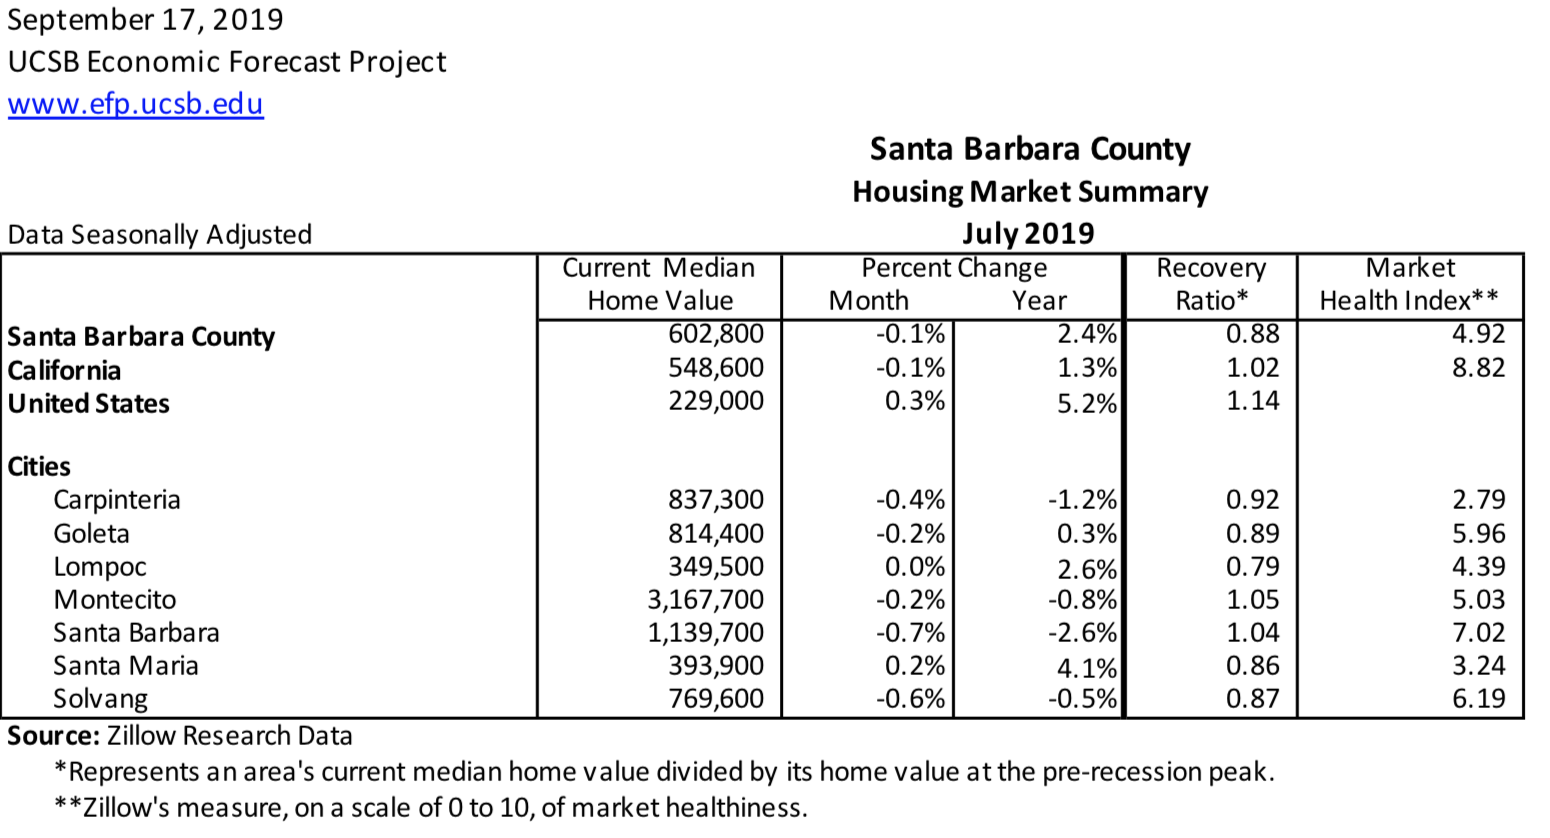 September 17, 2019
UCSB Economic Forecast Project
www.efp.ucsb.edu
Santa Barbara County
Housing Market Summary
Data Seasonally Adjusted July 2019
Current Median Percent Change Recovery Market
Home Value Month Year Ratio* Health Index**
Santa Barbara County 602,800 -0.1% 2.4% 0.88 4.92
California 548,600 -0.1% 1.3% 1.02 8.82
United States 229,000 0.3% 5.2% 1.14
Cities
Carpinteria 837,300 -0.4% -1.2% 0.92 2.79
Goleta 814,400 -0.2% 0.3% 0.89 5.96
Lompoc 349,500 0.0% 2.6% 0.79 4.39
Montecito 3,167,700 -0.2% -0.8% 1.05 5.03
Santa Barbara 1,139,700 -0.7% -2.6% 1.04 7.02
Santa Maria 393,900 0.2% 4.1% 0.86 3.24
Solvang 769,600 -0.6% -0.5% 0.87 6.19
Source: Zillow Research Data
*Represents an area's current median home value divided by its home value at the pre-recession peak.
**Zillow's measure, on a scale of 0 to 10, of market healthiness.